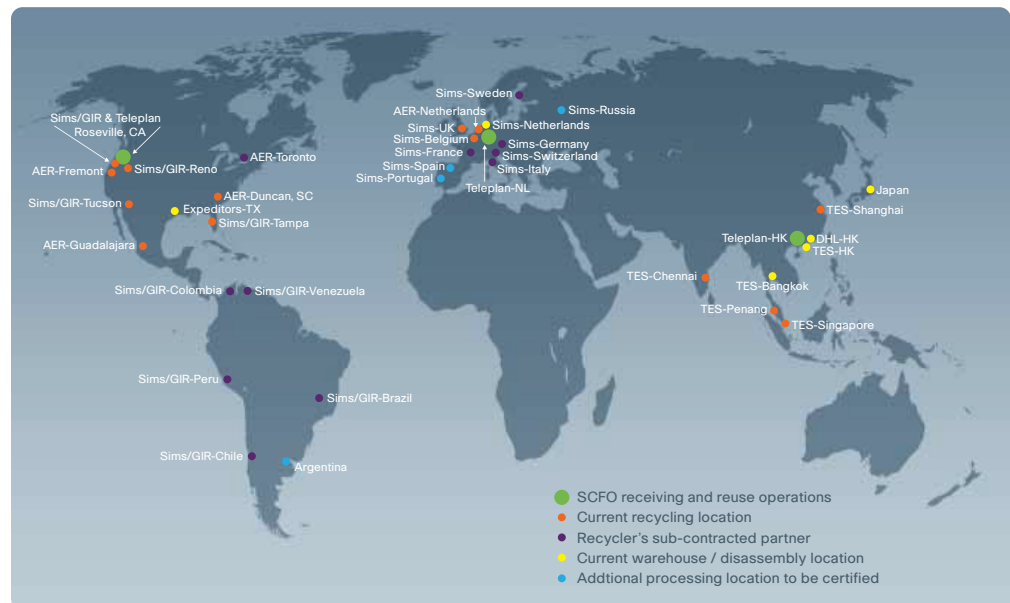 Sims-Sweden
AER-Netherlands
Sims-Russia
Sims/GIR & Teleplan
Roseville, CA
Sims-UK
Sims-Netherlands
Sims-Belgium
Sims-Germany
Sims-France
Sims-Switzerland
Sims-Italy
Sims-Spain
Sims-Portugal
Teleplan-NL
AER-Toronto
AER-Fremont
Sims/GIR-Reno
AER-Duncan, SC
Sims/GIR-Tucson
Expeditors-TX
Sims/GIR-Tampa
AER-Guadalajara
Japan
TES-Shanghai
Teleplan-HK
DHL-HK
TES-HK
TES-Chennai
TES-Bangkok
TES-Penang
TES-Singapore
Sims/GIR-Colombia
Sims/GIR-Venezuela
Sims/GIR-Peru
Sims/GIR-Brazil
Sims/GIR-Chile
Argentina
SCFO receiving and reuse operations
Current recycling location
Recycler's sub-contracted partner
Current warehouse / disassembly location
Addtional processing location to be certified